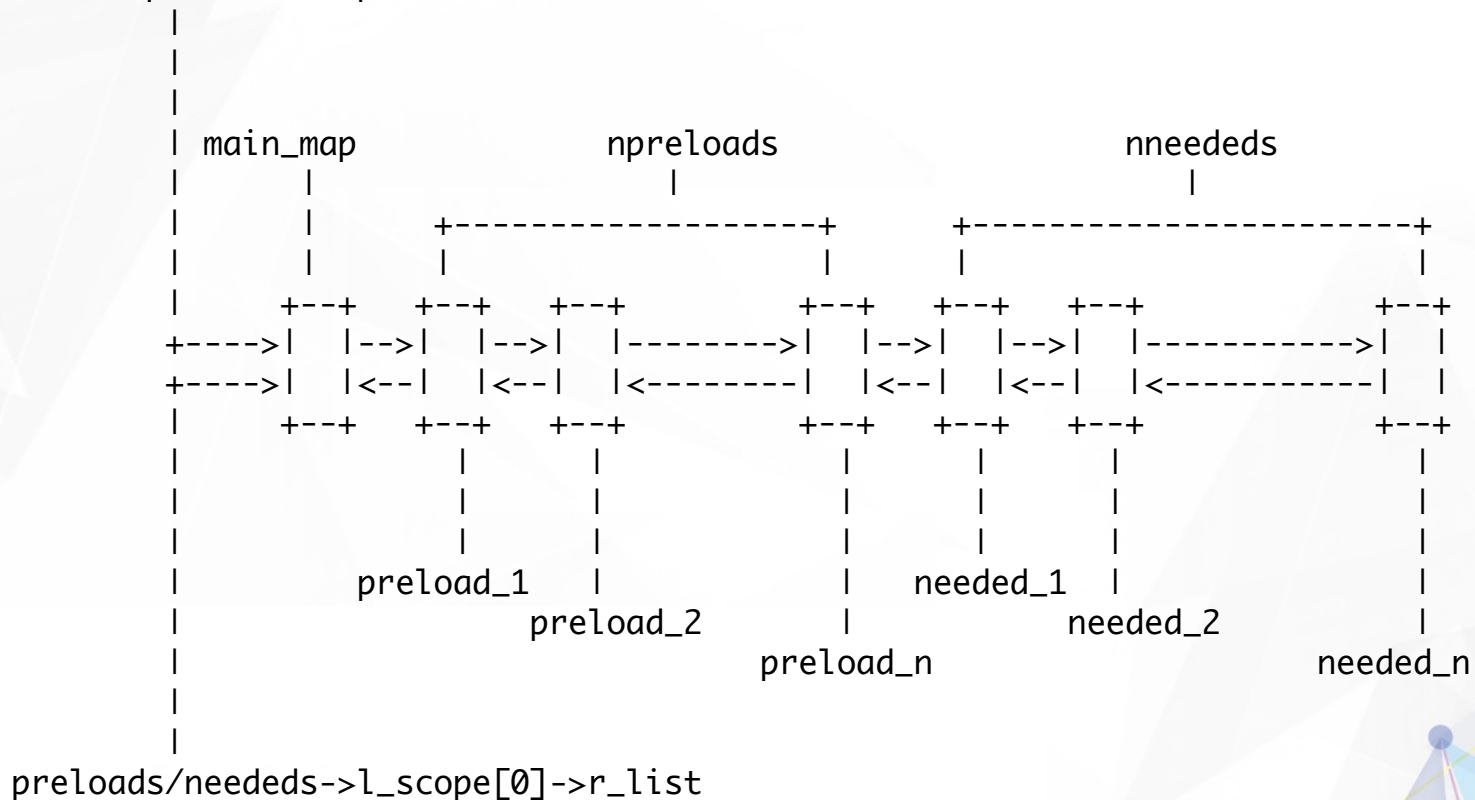 |
|
|
| main_map             npreloads                  nneededs
|      |                  |                          |
|      |      +-------------------+      +-----------------------+
|      |      |                   |      |                       |
|     +--+   +--+   +--+         +--+   +--+   +--+            +--+
+---->|  |-->|  |-->|  |-------->|  |-->|  |-->|  |----------->|  |
+---->|  |<--|  |<--|  |<--------|  |<--|  |<--|  |<-----------|  |
|     +--+   +--+   +--+         +--+   +--+   +--+            +--+
|              |      |            |      |      |               |
|              |      |            |      |      |               |
|              |      |            |      |      |               |
|         preload_1   |            |   needed_1  |               |
|                  preload_2       |          needed_2           |
|                              preload_n                    needed_n
|
|
preloads/neededs->l_scope[0]->r_list